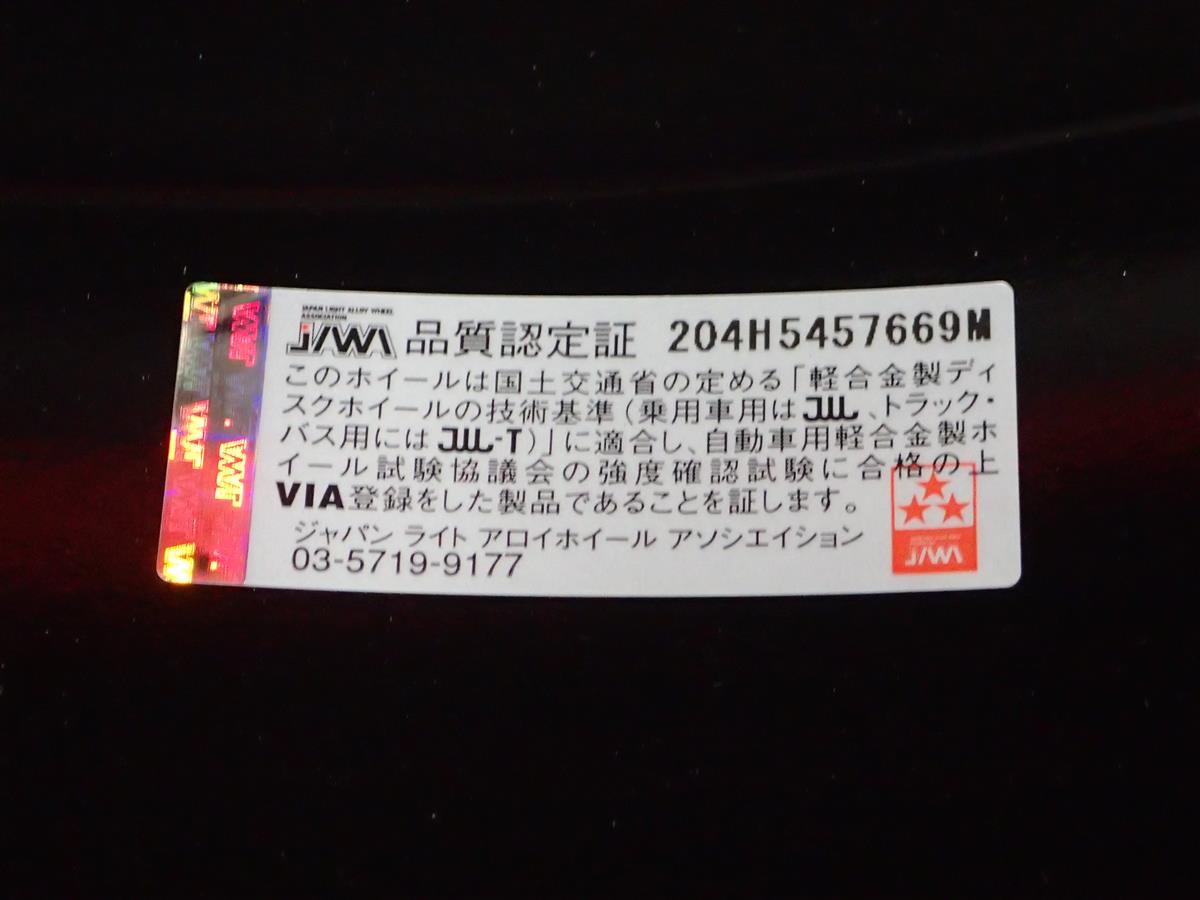 JAPAN LIGHT ALLOY WHEEL
ASSOCIATION
JAWA 品質認定証 204H5457669M
このホイールは国土交通省の定める「軽合金製ディ
スクホイールの技術基準(乗用車用はJWL、トラック・
バス用にはJWL-T)」に適合し、自動車用軽合金製ホ
イール試験協議会の強度確認試験に合格の上
VIA登録をした製品であることを証します。
ジャパン ライト アロイホイール アソシエイション
03-5719-9177
JAWA